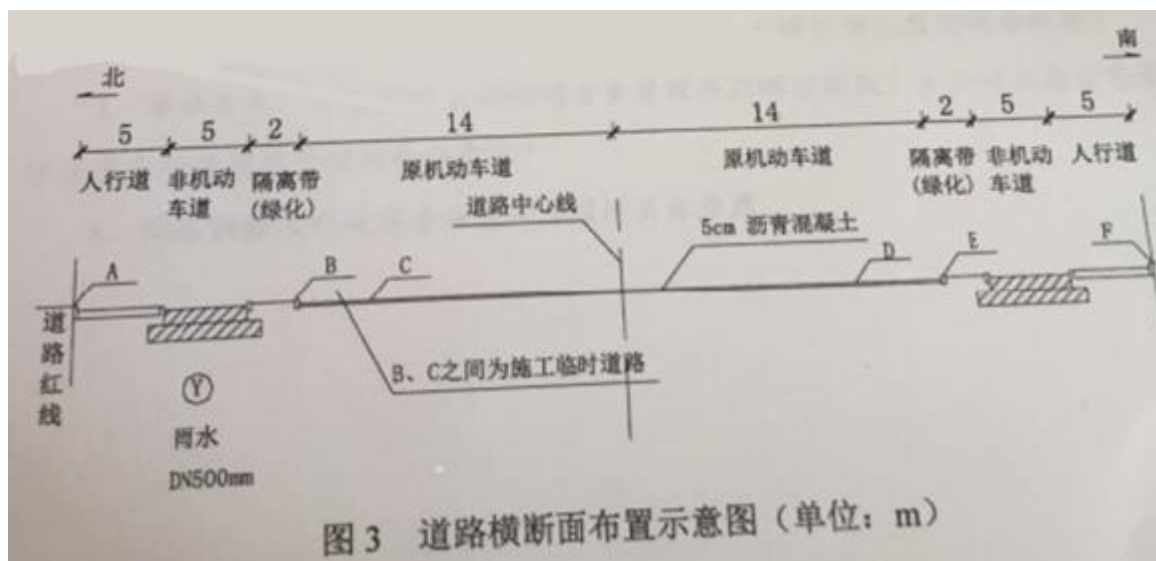 北
南
5 5 2 14 14 2 5 5
人行道 非机动车道 隔离带(绿化) 原机动车道 原机动车道 隔离带(绿化) 非机动车道 人行道
道路中心线
5cm 沥青混凝土
A B C D E F
道路红线
B、C之间为施工临时道路
Y
雨水
DN500mm
图3 道路横断面布置示意图（单位：m）